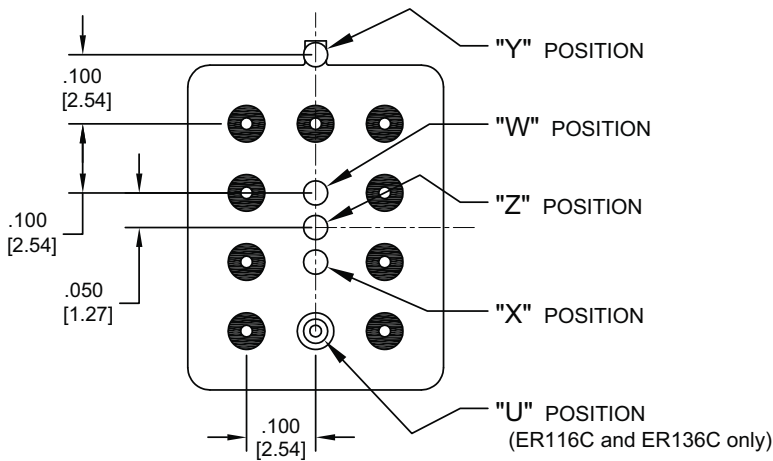 "Y" POSITION
.100
[2.54]
"W" POSITION
"Z" POSITION
.100
[2.54]
.050
[1.27]
"X" POSITION
"U" POSITION
(ER116C and ER136C only)
.100
[2.54]